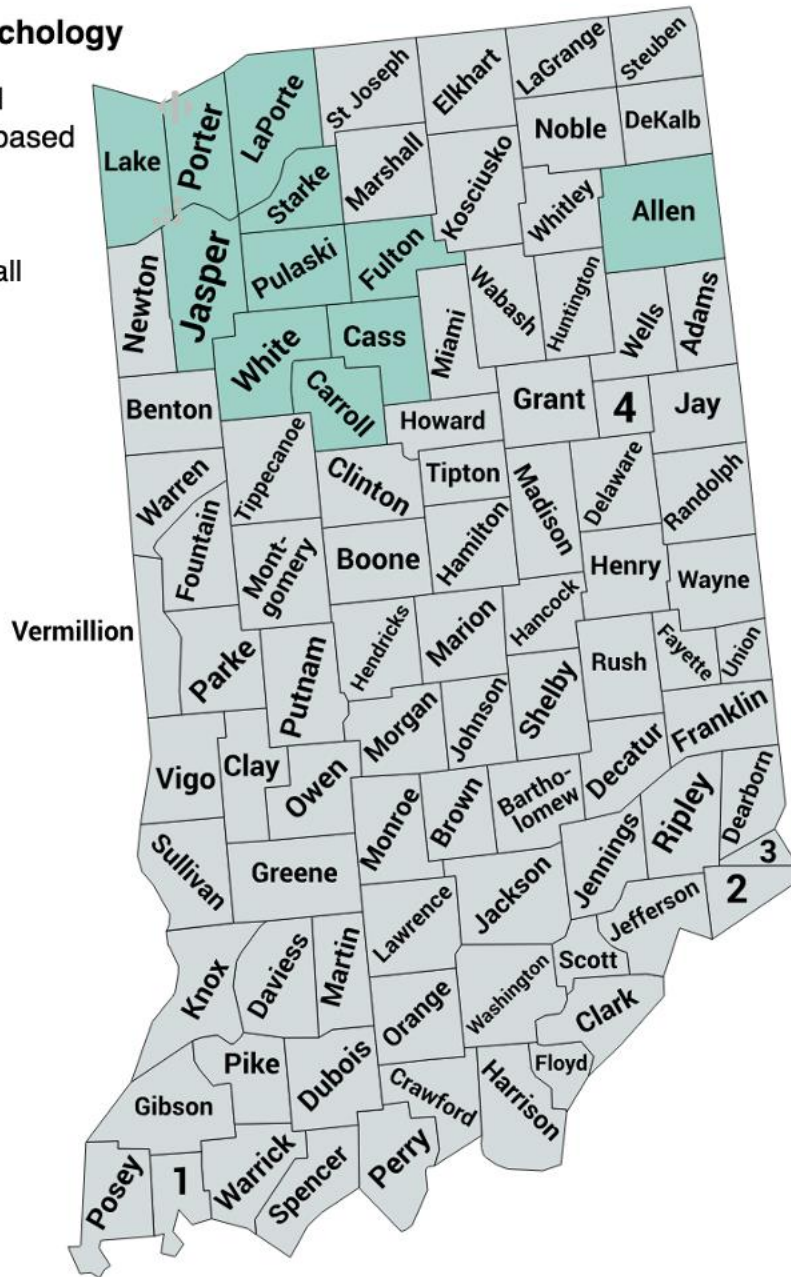 chology
based
all
St Joseph
Elkhart
LaGrange
Steuben
Lake
Porter
LaPorte
Noble
DeKalb
Marshall
Kosciusko
Starke
Whitley
Allen
Newton
Jasper
Pulaski
Fulton
Wabash
Huntington
Wells
Adams
White
Cass
Miami
Benton
Carroll
Howard
Grant
4
Jay
Warren
Tippecanoe
Clinton
Tipton
Madison
Delaware
Randolph
Fountain
Mont-
gomery
Boone
Hamilton
Henry
Wayne
Vermillion
Parke
Putnam
Hendricks
Marion
Hancock
Rush
Fayette
Union
Vigo
Clay
Owen
Morgan
Johnson
Shelby
Decatur
Franklin
Sullivan
Greene
Monroe
Brown
Bartho-
lomew
Jennings
Ripley
Dearborn
3
2
Knox
Daviess
Martin
Lawrence
Jackson
Jefferson
Scott
Washington
Orange
Clark
Gibson
Pike
Dubois
Crawford
Harrison
Floyd
Posey
1
Warrick
Spencer
Perry